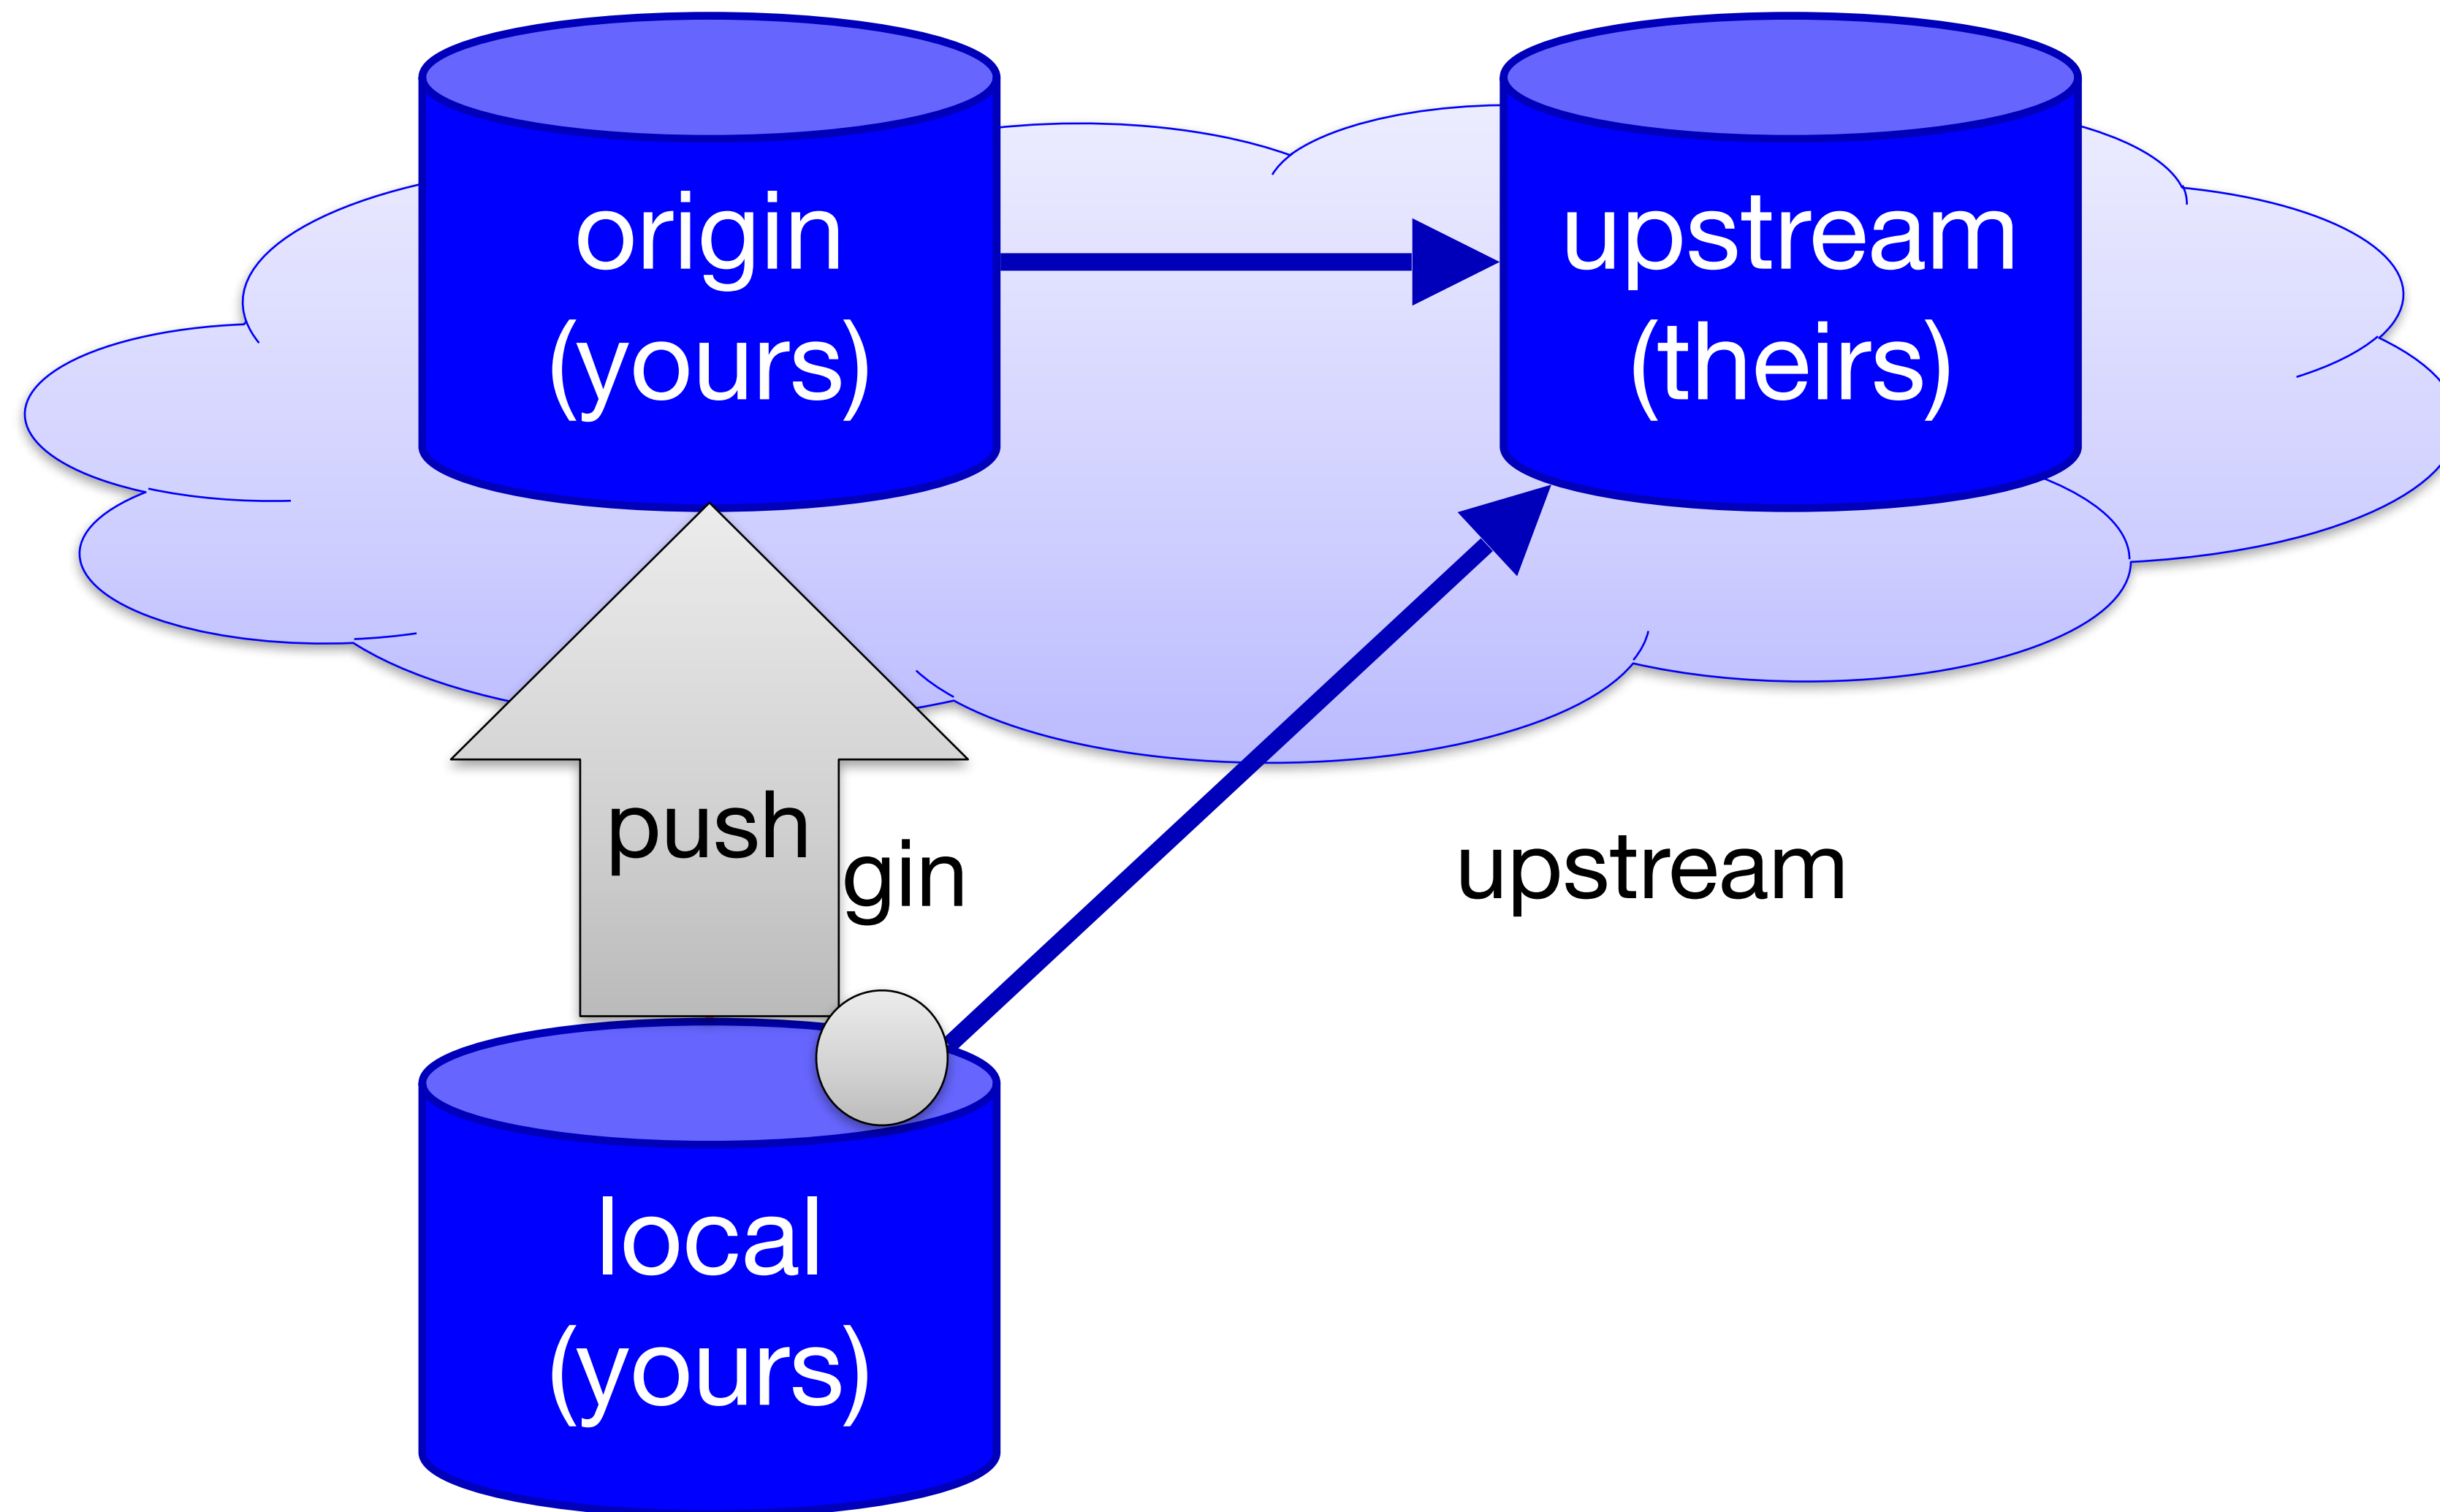 origin
(yours)
upstream
(theirs)
push
gin
upstream
local
(yours)